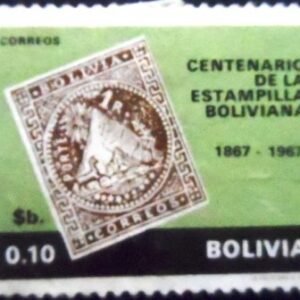 CORREOS
CENTENARIO
DE LA
ESTAMPILLA
BOLIVIANA
1867 - 1967
BOLIVIA
CORREOS
$b.
0.10
BOLIVIA